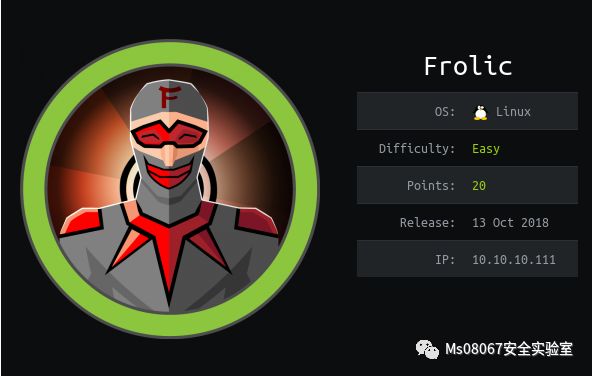 Frolic
F
OS: Linux
Difficulty: Easy
Points: 20
Release: 13 Oct 2018
IP: 10.10.10.111
Ms08067安全实验室